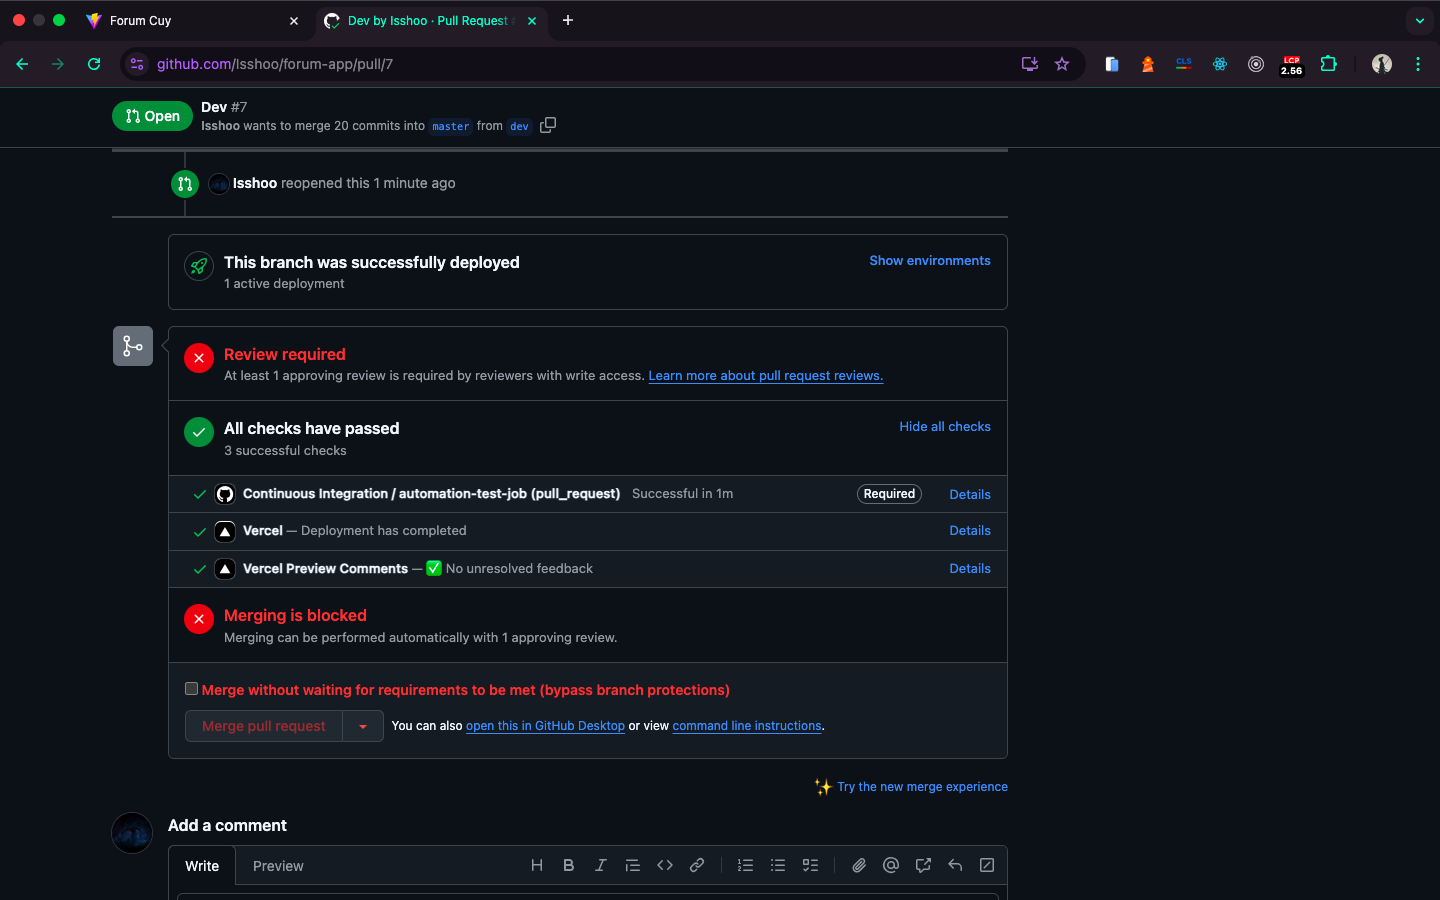 Forum Cuy
Dev by Isshoo · Pull Request
github.com/Isshoo/forum-app/pull/7
CLS
LCP
2.56
Open
Dev #7
Isshoo wants to merge 20 commits into master from dev
Isshoo reopened this 1 minute ago
This branch was successfully deployed
Show environments
1 active deployment
Review required
At least 1 approving review is required by reviewers with write access. Learn more about pull request reviews.
All checks have passed
Hide all checks
3 successful checks
Continuous Integration / automation-test-job (pull_request) Successful in 1m Required Details
Vercel — Deployment has completed Details
Vercel Preview Comments — ✅ No unresolved feedback Details
Merging is blocked
Merging can be performed automatically with 1 approving review.
Merge without waiting for requirements to be met (bypass branch protections)
Merge pull request
You can also open this in GitHub Desktop or view command line instructions.
✨ Try the new merge experience
Add a comment
Write Preview